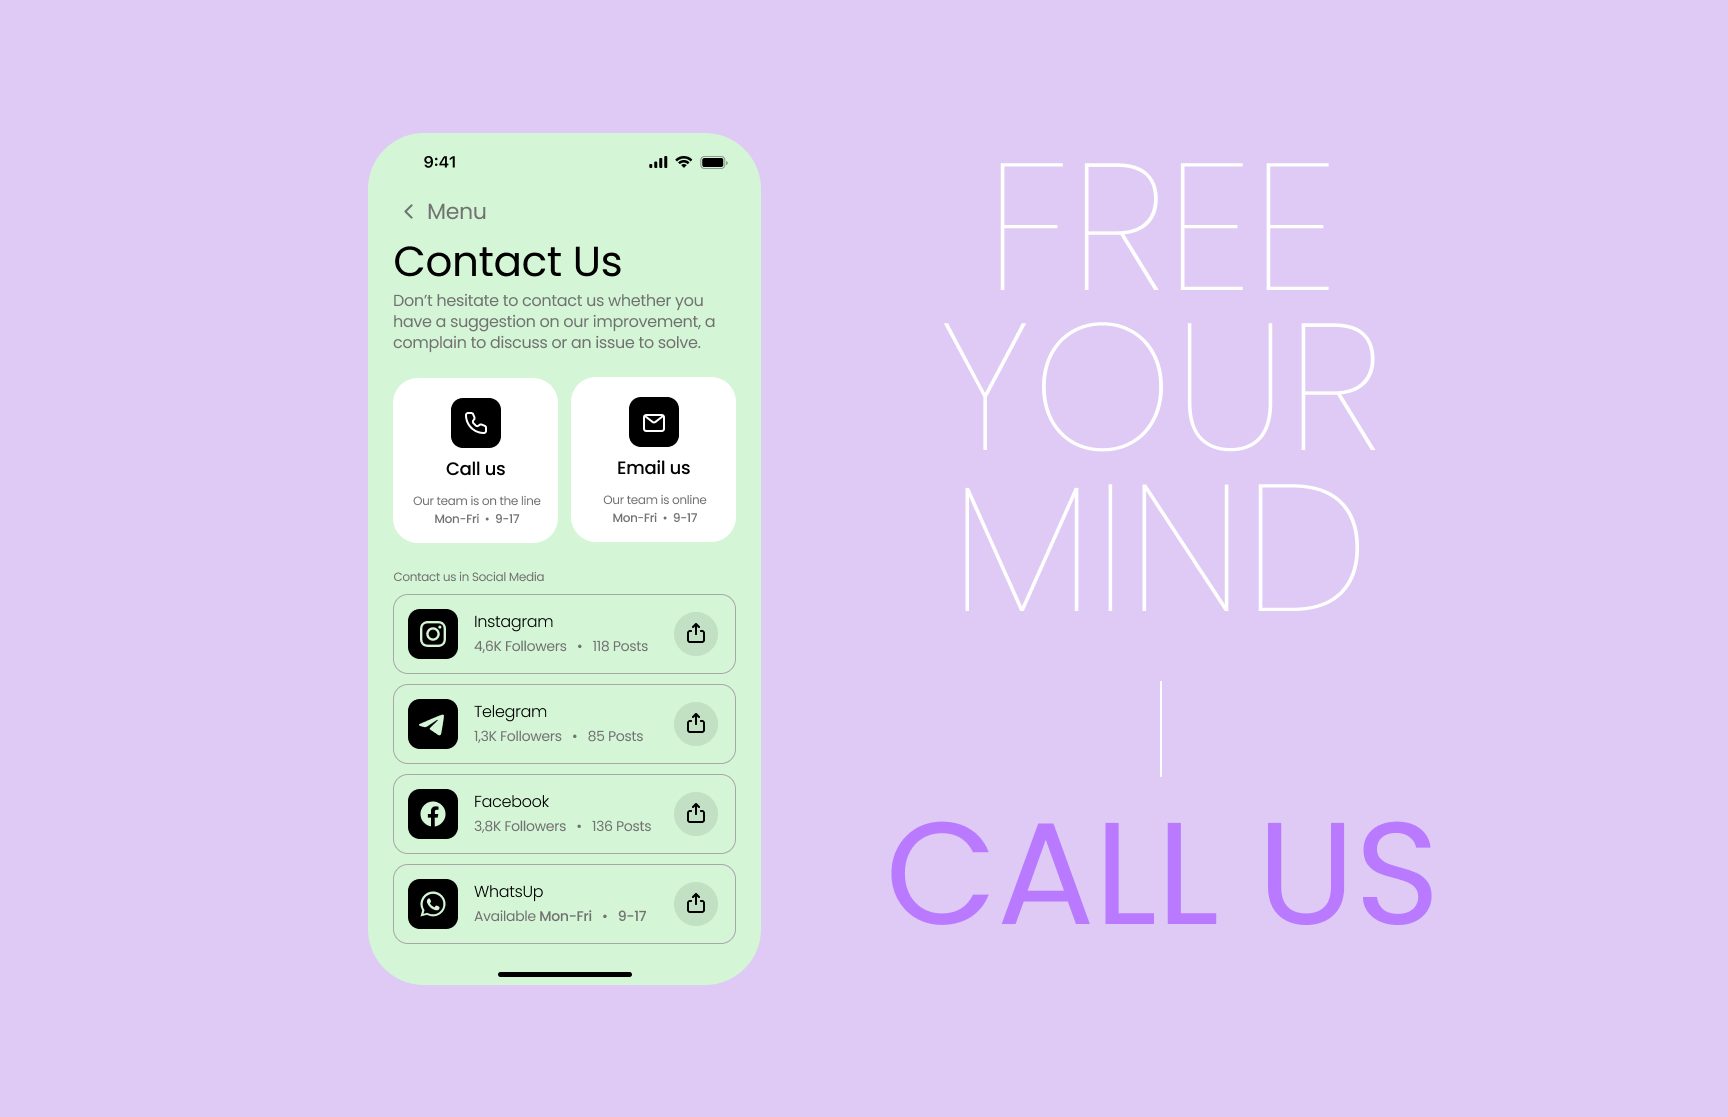 9:41
Menu
Contact Us
Don't hesitate to contact us whether you
have a suggestion on our improvement, a
complain to discuss or an issue to solve.
Call us
Our team is on the line
Mon-Fri • 9-17
Email us
Our team is online
Mon-Fri • 9-17
Contact us in Social Media
Instagram
4,6K Followers • 118 Posts
Telegram
1,3K Followers • 85 Posts
Facebook
3,8K Followers • 136 Posts
WhatsUp
Available Mon-Fri • 9-17
FREE
YOUR
MIND
CALL US